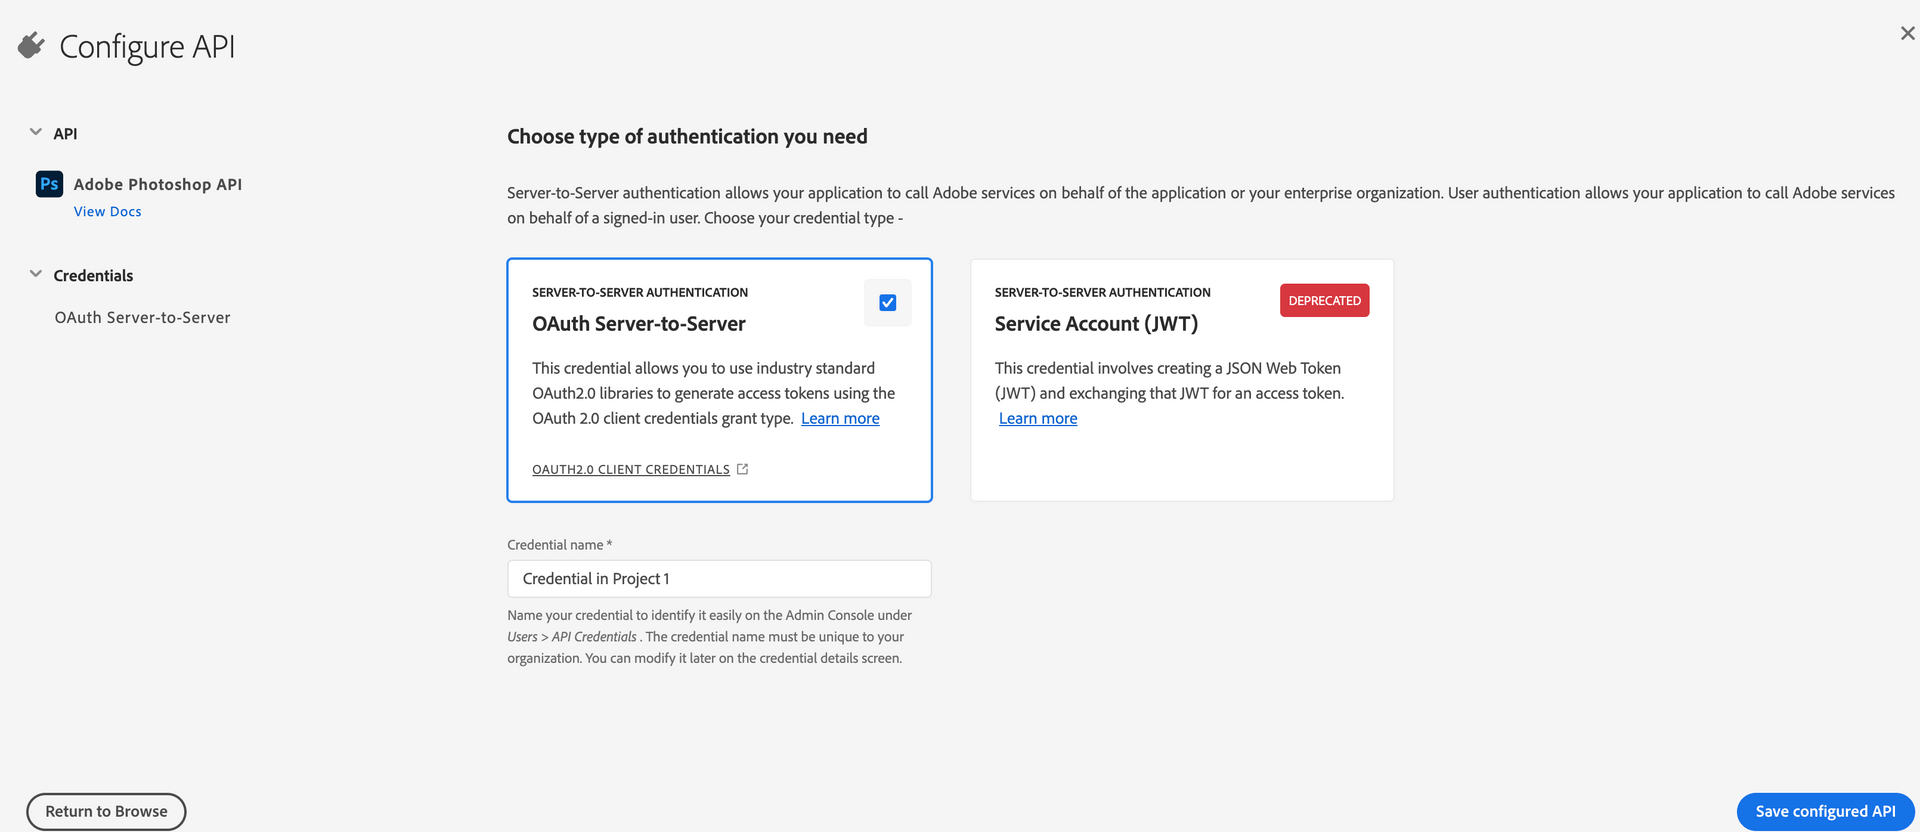 Configure API
API
Ps
Adobe Photoshop API
View Docs
Credentials
OAuth Server-to-Server
Choose type of authentication you need
Server-to-Server authentication allows your application to call Adobe services on behalf of the application or your enterprise organization. User authentication allows your application to call Adobe services
on behalf of a signed-in user. Choose your credential type -
SERVER-TO-SERVER AUTHENTICATION
OAuth Server-to-Server
This credential allows you to use industry standard
OAuth2.0 libraries to generate access tokens using the
OAuth 2.0 client credentials grant type. Learn more
OAUTH2.0 CLIENT CREDENTIALS
SERVER-TO-SERVER AUTHENTICATION
DEPRECATED
Service Account (JWT)
This credential involves creating a JSON Web Token
(JWT) and exchanging that JWT for an access token.
Learn more
Credential name *
Credential in Project 1
Name your credential to identify it easily on the Admin Console under
Users > API Credentials . The credential name must be unique to your
organization. You can modify it later on the credential details screen.
Return to Browse
Save configured API